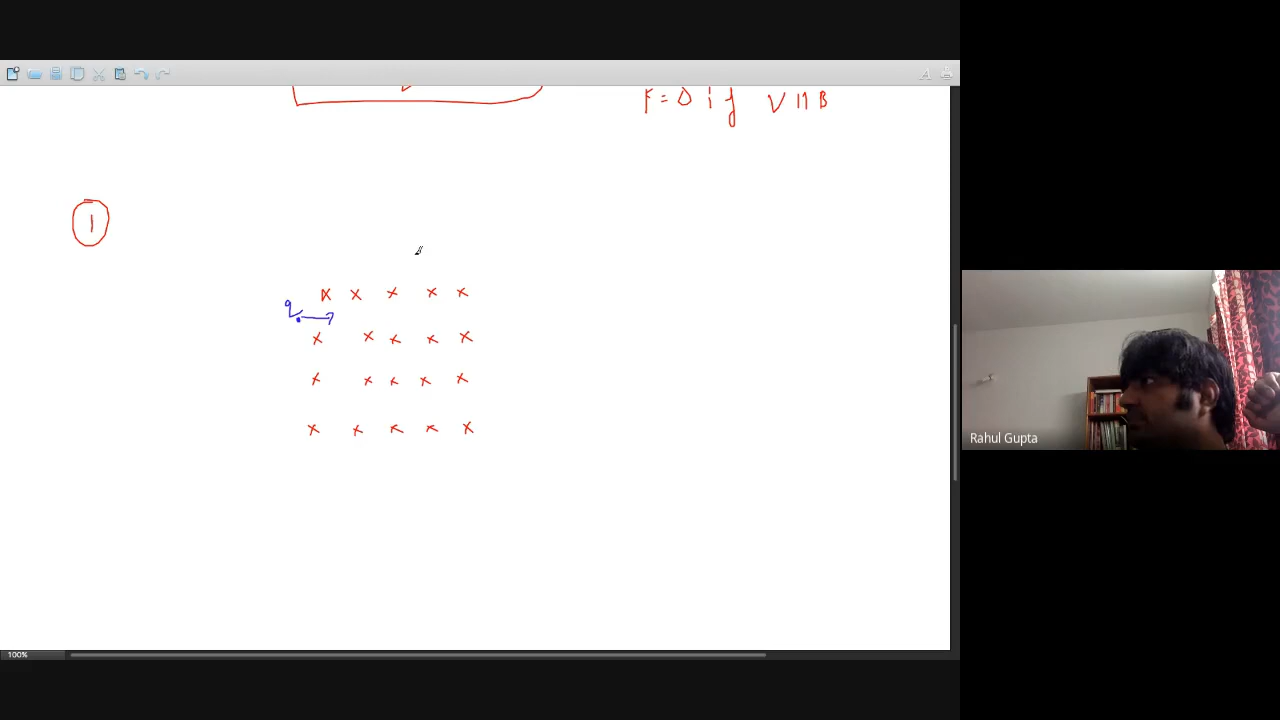 F = 0 if V || B
1
x x x x x
q
x x x x x
x x x x x
x x x x x
Rahul Gupta
100%